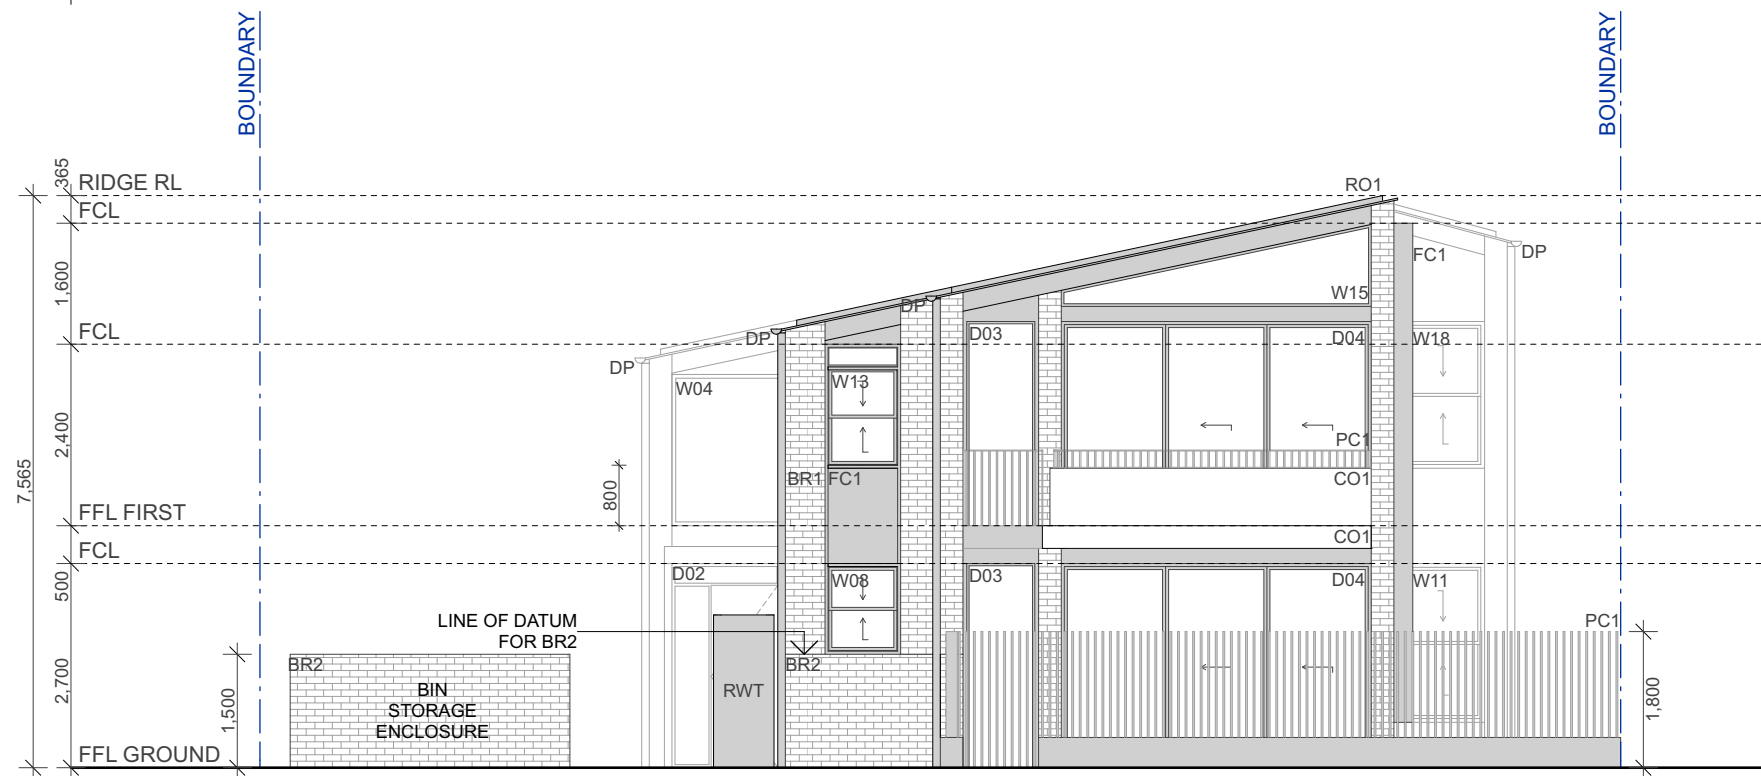 BOUNDARY
BOUNDARY
365
RIDGE RL
RO1
FCL
FC1
DP
1,600
W15
DP
FCL
DP
D03
D04
W18
DP
W04
W13
2,400
PC1
7,565
800
BR1
FC1
CO1
FFL FIRST
CO1
FCL
D02
W08
D03
D04
W11
500
LINE OF DATUM
FOR BR2
PC1
BR2
BR2
2,700
1,500
BIN
STORAGE
ENCLOSURE
RWT
1,800
FFL GROUND